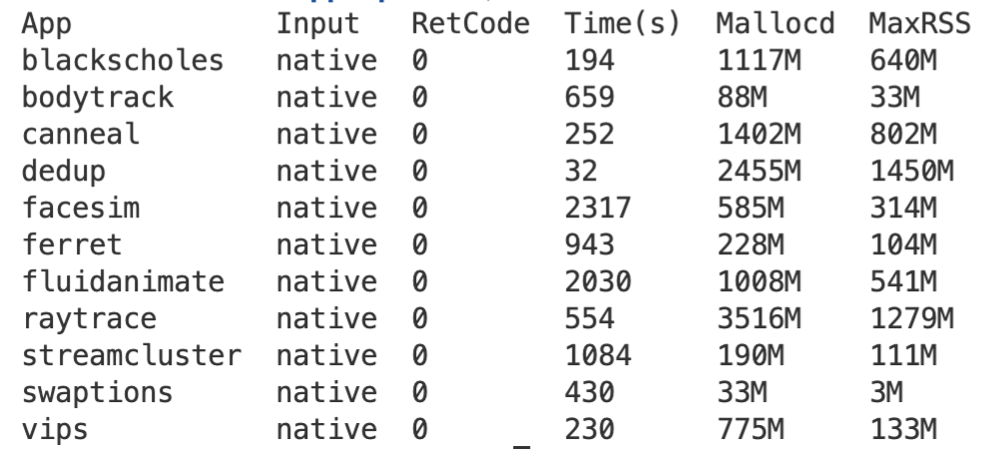 App Input RetCode Time(s) Mallocd MaxRSS
blackscholes native 0 194 1117M 640M
bodytrack native 0 659 88M 33M
canneal native 0 252 1402M 802M
dedup native 0 32 2455M 1450M
facesim native 0 2317 585M 314M
ferret native 0 943 228M 104M
fluidanimate native 0 2030 1008M 541M
raytrace native 0 554 3516M 1279M
streamcluster native 0 1084 190M 111M
swaptions native 0 430 33M 3M
vips native 0 230 775M 133M